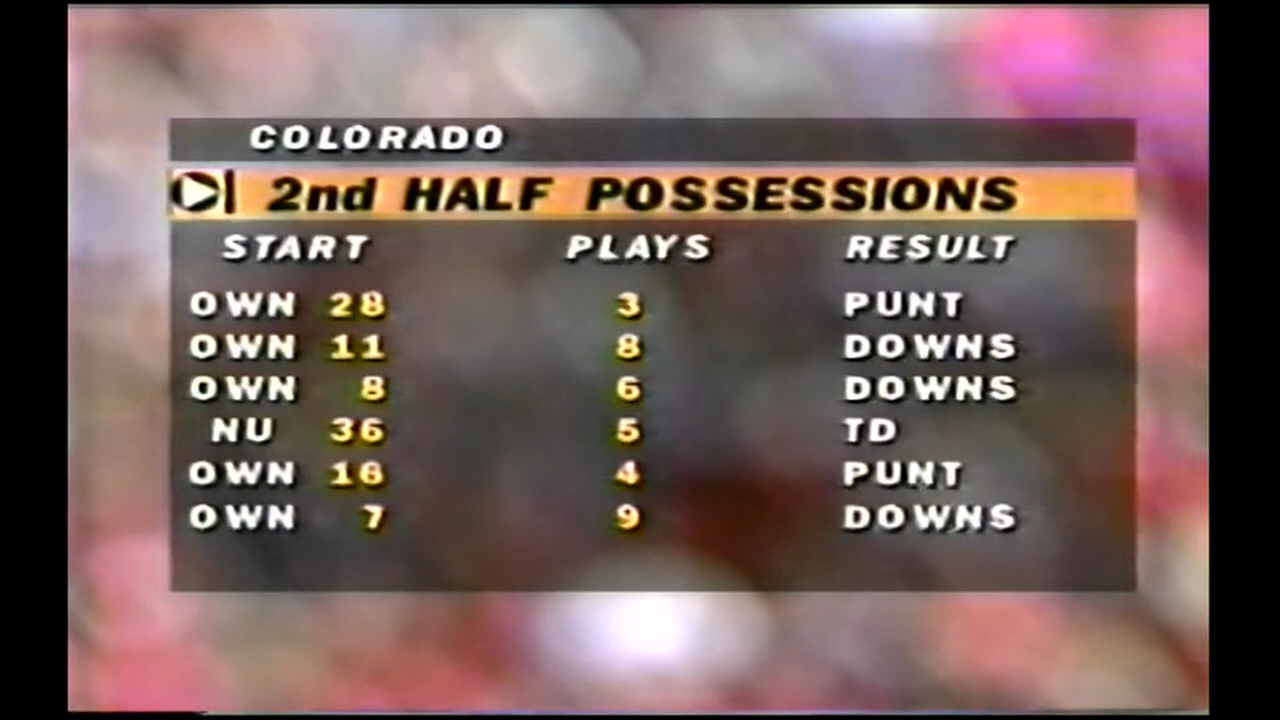 COLORADO
2nd HALF POSSESSIONS
START PLAYS RESULT
OWN 28 3 PUNT
OWN 11 8 DOWNS
OWN 8 6 DOWNS
NU 36 5 TD
OWN 16 4 PUNT
OWN 7 9 DOWNS